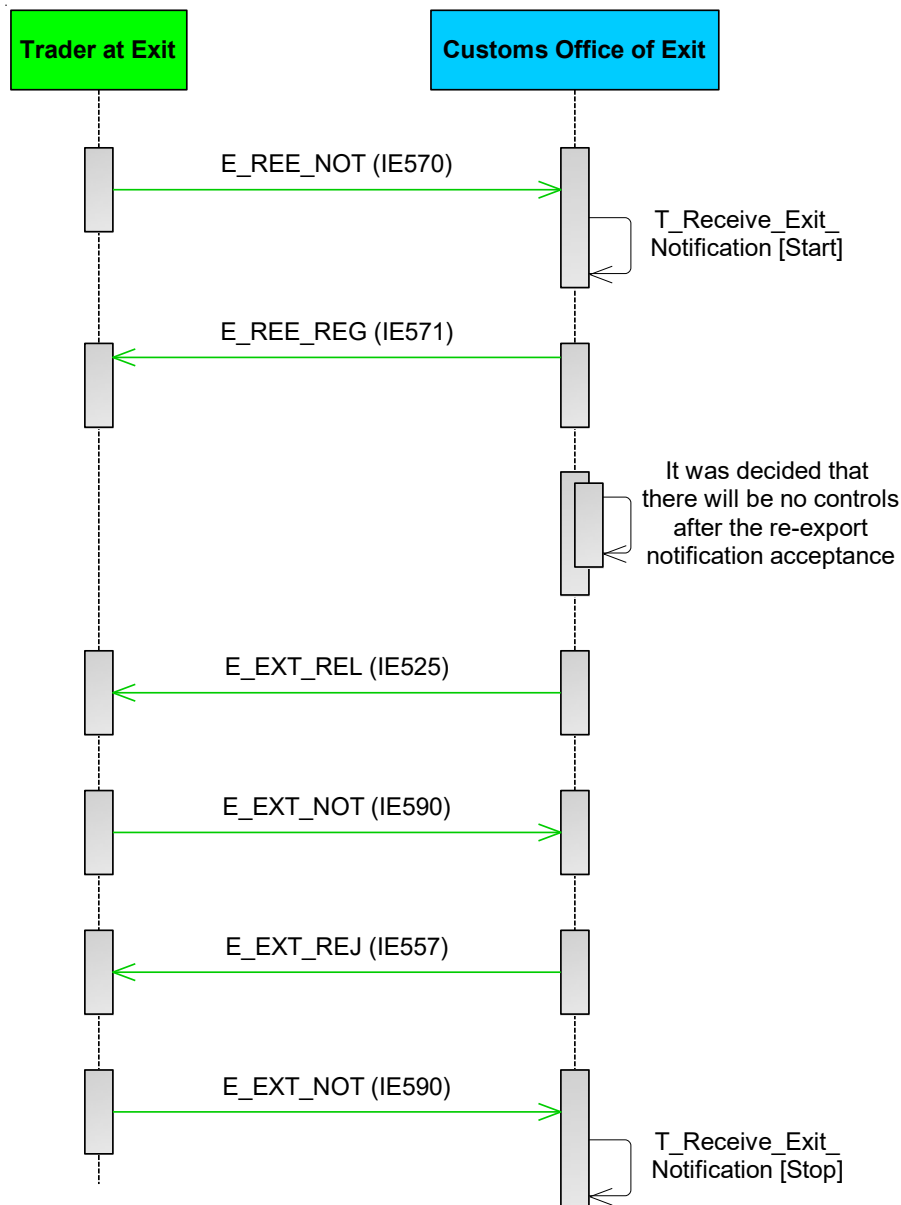 Trader at Exit
Customs Office of Exit
E_REE_NOT (IE570)
T_Receive_Exit_
Notification [Start]
E_REE_REG (IE571)
It was decided that
there will be no controls
after the re-export
notification acceptance
E_EXT_REL (IE525)
E_EXT_NOT (IE590)
E_EXT_REJ (IE557)
E_EXT_NOT (IE590)
T_Receive_Exit_
Notification [Stop]